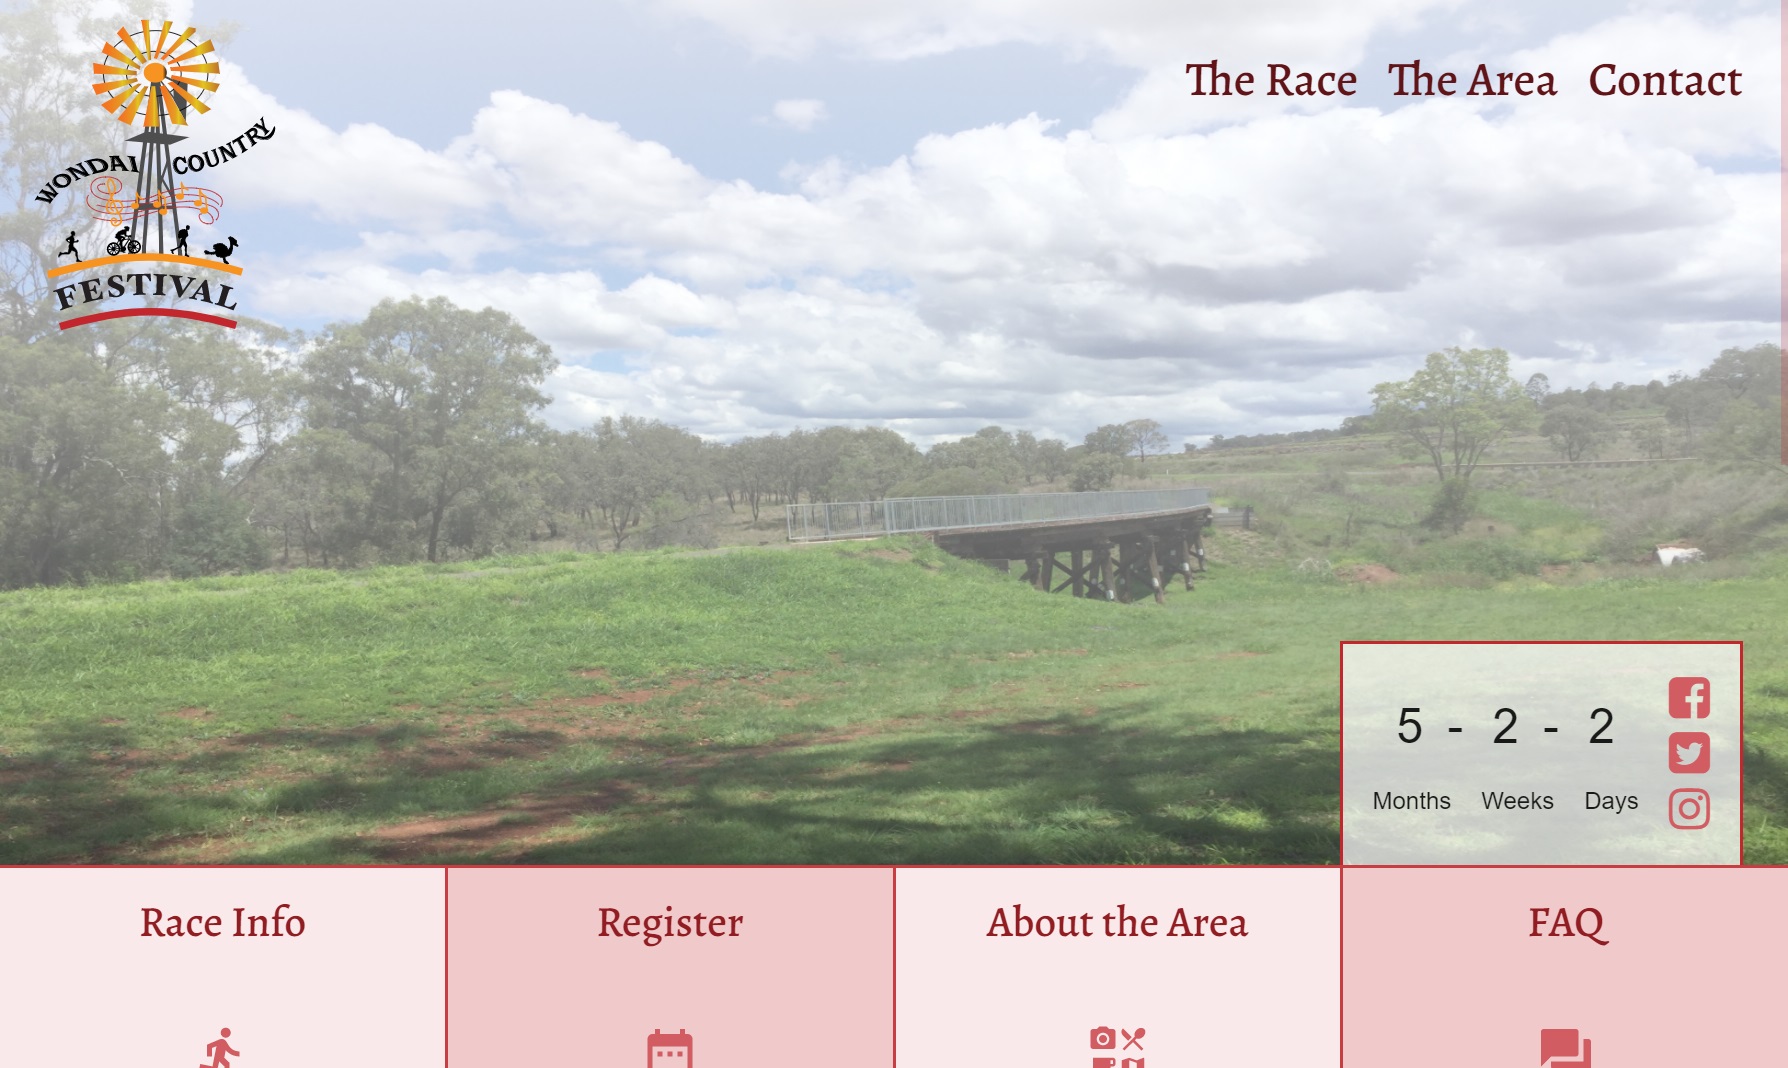 WONDAI COUNTRY
FESTIVAL
The Race The Area Contact
5 - 2 - 2
Months Weeks Days
Race Info Register About the Area FAQ